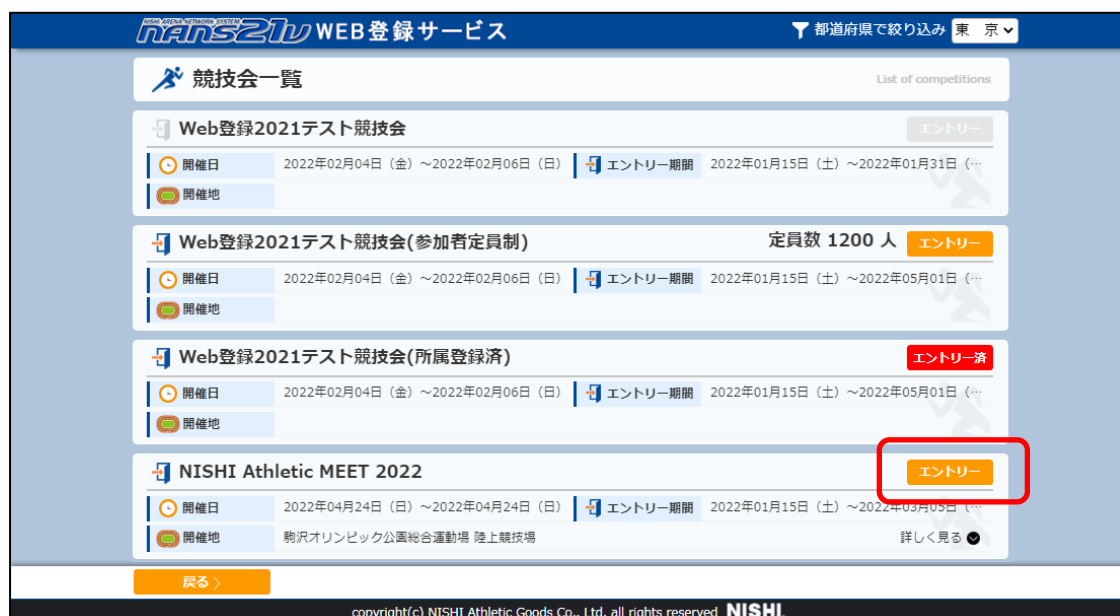 NISHI ARENA NETWORK SYSTEM
NANS21V WEB登録サービス 都道府県で絞り込み 東 京
競技会一覧 List of competitions
Web登録2021テスト競技会 エントリー
開催日 2022年02月04日（金）～2022年02月06日（日） エントリー期間 2022年01月15日（土）～2022年01月31日（…
開催地
Web登録2021テスト競技会(参加者定員制) 定員数 1200 人 エントリー
開催日 2022年02月04日（金）～2022年02月06日（日） エントリー期間 2022年01月15日（土）～2022年05月01日（…
開催地
Web登録2021テスト競技会(所属登録済) エントリー済
開催日 2022年02月04日（金）～2022年02月06日（日） エントリー期間 2022年01月15日（土）～2022年05月01日（…
開催地
NISHI Athletic MEET 2022 エントリー
開催日 2022年04月24日（日）～2022年04月24日（日） エントリー期間 2022年01月15日（土）～2022年03月05日（…
開催地 駒沢オリンピック公園総合運動場 陸上競技場 詳しく見る
戻る 〉
copyright(c) NISHI Athletic Goods Co., Ltd. all rights reserved NISHI.